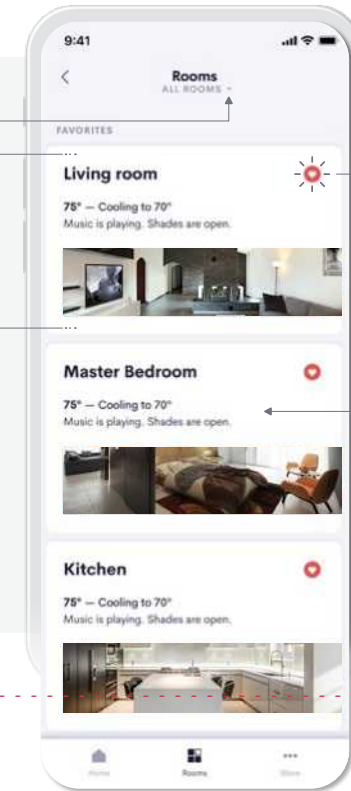 9:41
Rooms
ALL ROOMS
FAVORITES
Living room
75° — Cooling to 70°
Music is playing. Shades are open.
Master Bedroom
75° — Cooling to 70°
Music is playing. Shades are open.
Kitchen
75° — Cooling to 70°
Music is playing. Shades are open.
Home Rooms More